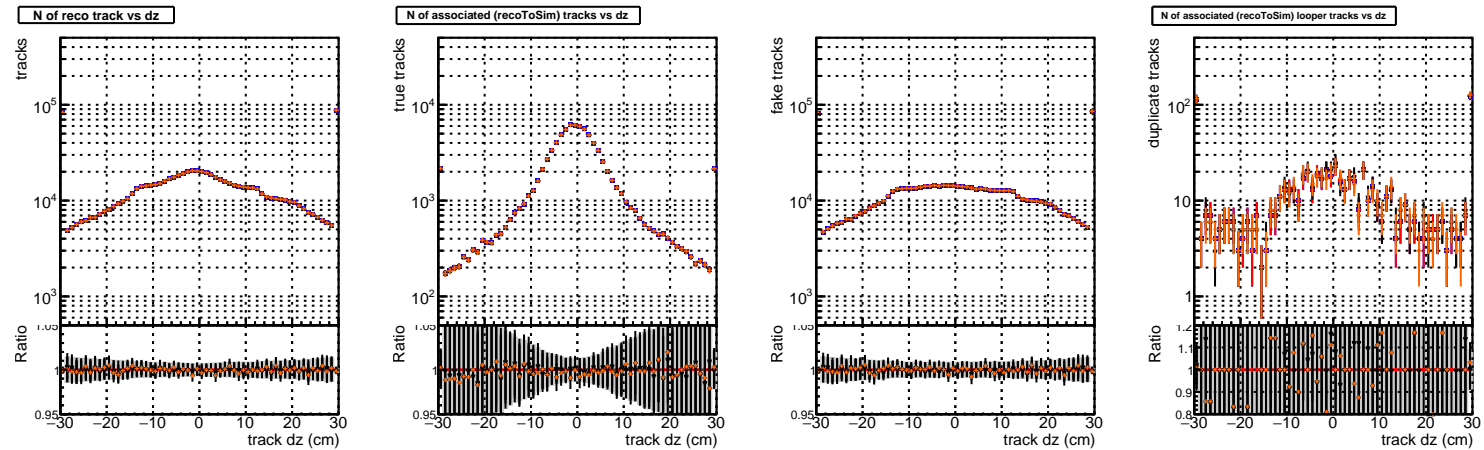 N of reco track vs dz
tracks
10^5
10^4
10^3
Ratio
1.05
1
0.95
−30 −20 −10 0 10 20 30
track dz (cm)
N of associated (recoToSim) tracks vs dz
true tracks
10^4
10^3
10^2
Ratio
1.05
1
0.95
−30 −20 −10 0 10 20 30
track dz (cm)
fake tracks
10^5
10^4
10^3
Ratio
1.05
1
0.95
−30 −20 −10 0 10 20 30
track dz (cm)
N of associated (recoToSim) looper tracks vs dz
duplicate tracks
10^2
10
1
Ratio
1.2
1.1
1
0.9
0.8
−30 −20 −10 0 10 20 30
track dz (cm)